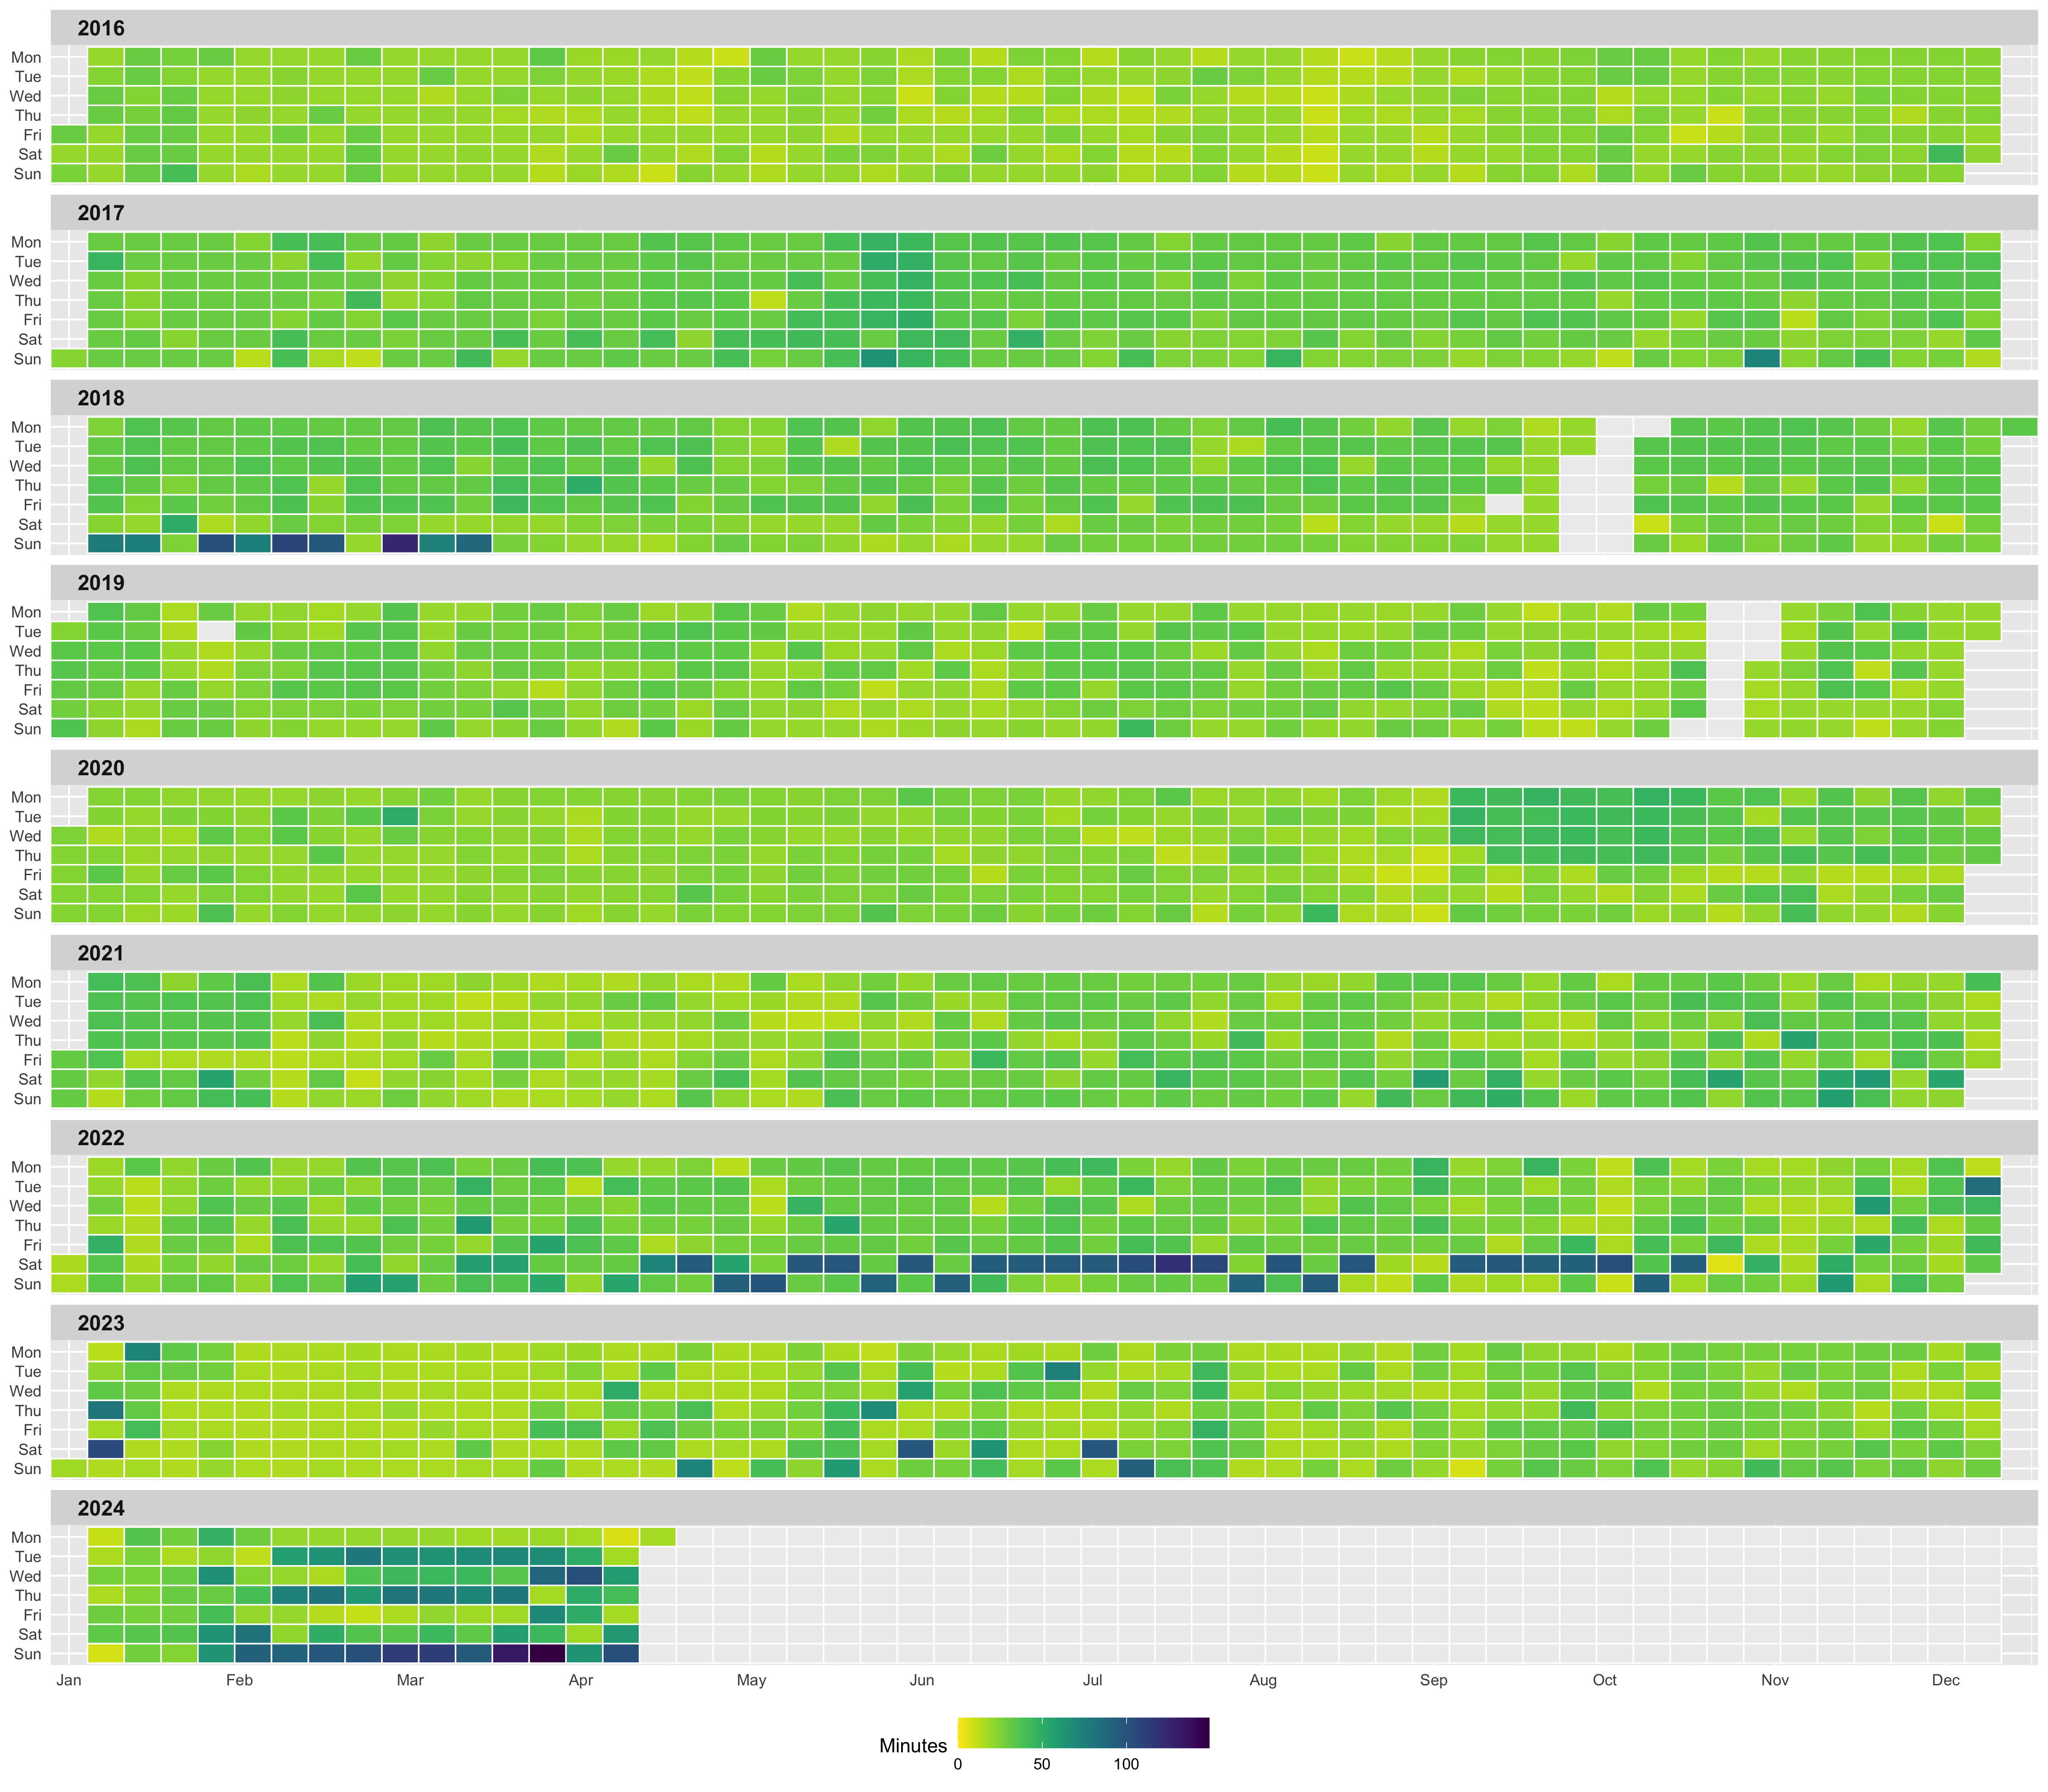 2016
Mon
Tue
Wed
Thu
Fri
Sat
Sun
2017
Mon
Tue
Wed
Thu
Fri
Sat
Sun
2018
Mon
Tue
Wed
Thu
Fri
Sat
Sun
2019
Mon
Tue
Wed
Thu
Fri
Sat
Sun
2020
Mon
Tue
Wed
Thu
Fri
Sat
Sun
2021
Mon
Tue
Wed
Thu
Fri
Sat
Sun
2022
Mon
Tue
Wed
Thu
Fri
Sat
Sun
2023
Mon
Tue
Wed
Thu
Fri
Sat
Sun
2024
Mon
Tue
Wed
Thu
Fri
Sat
Sun
Jan Feb Mar Apr May Jun Jul Aug Sep Oct Nov Dec
Minutes
0 50 100